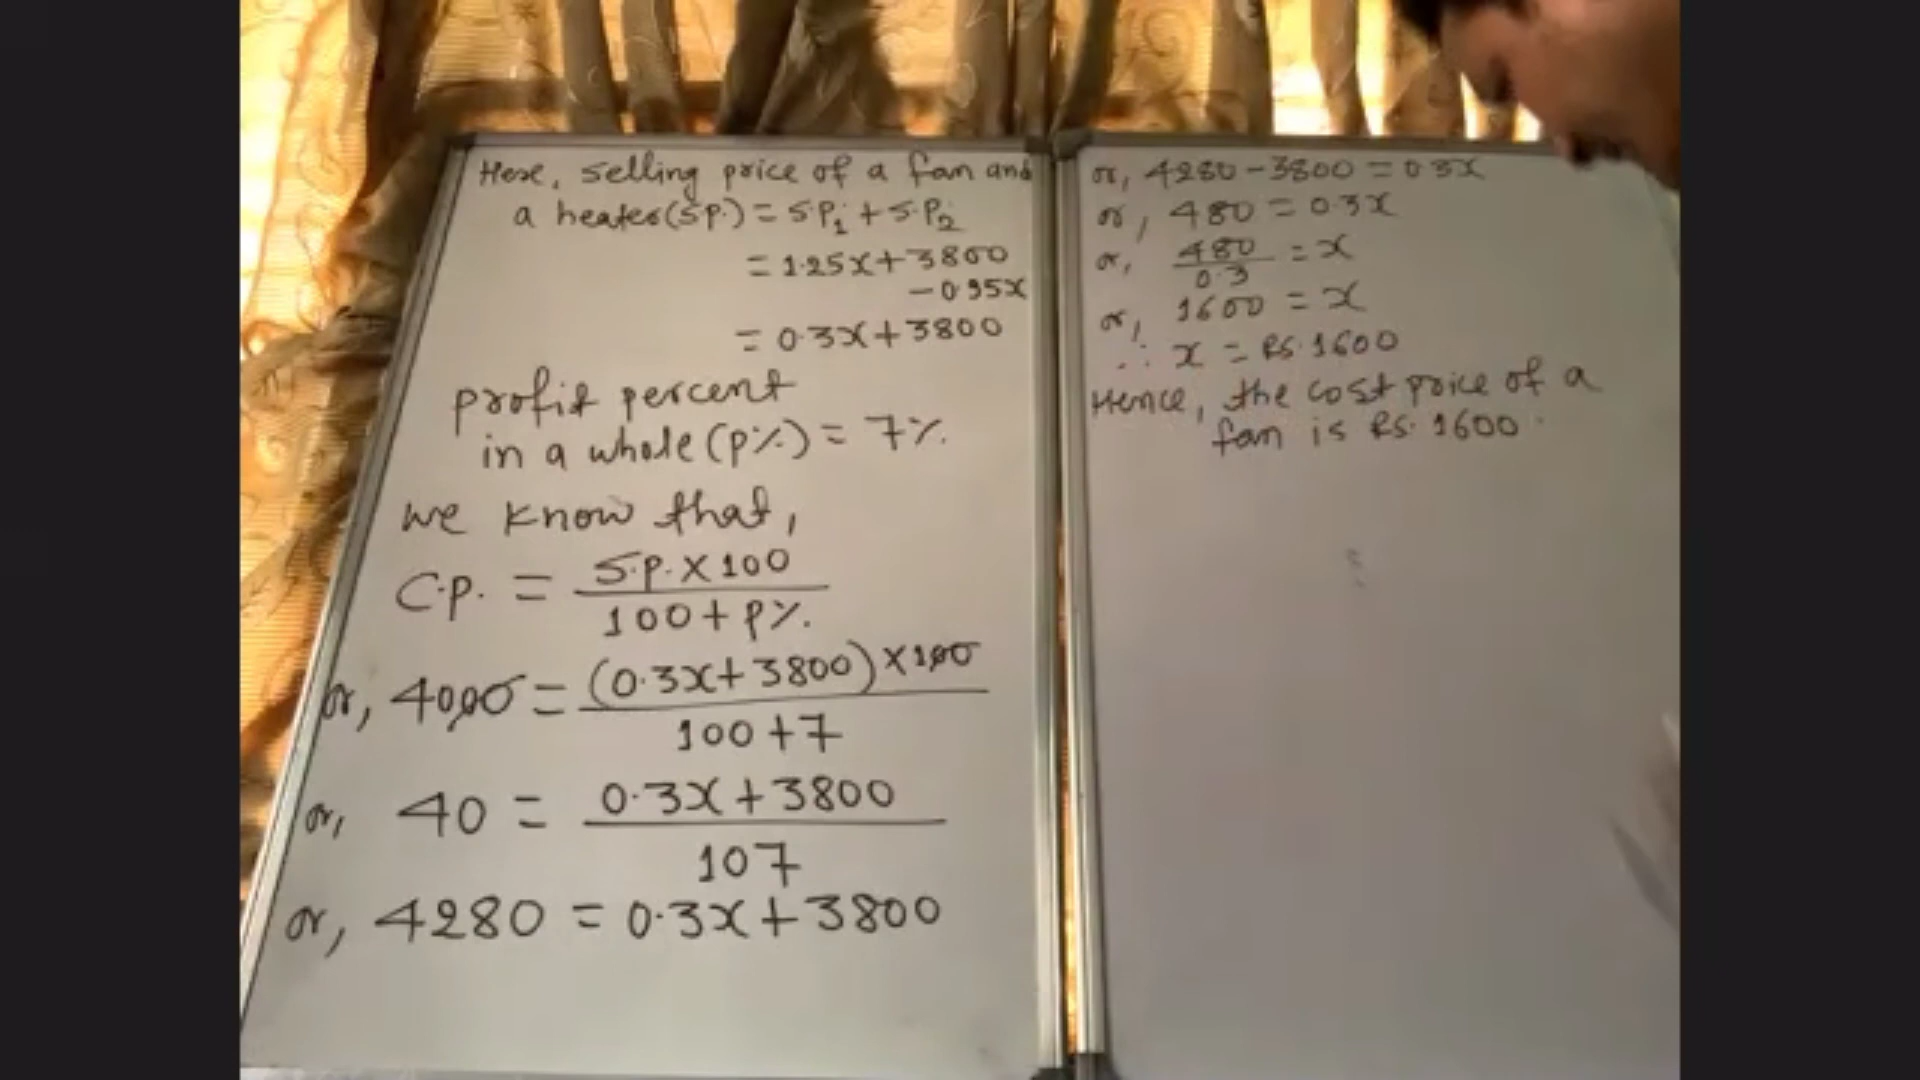 Here, selling price of a fan and
a heater (S.P.) = S.P1 + S.P2
= 1.25x + 3800
- 0.95x
= 0.3x + 3800
profit percent
in a whole (p%) = 7%.
we know that,
C.P. = S.P. × 100
100 + P%.
or, 4000 = (0.3x + 3800) × 100
100 + 7
or, 40 = 0.3x + 3800
107
or, 4280 = 0.3x + 3800
or, 4280 - 3800 = 0.3x
or, 480 = 0.3x
or, 480 = x
0.3
or, 1600 = x
∴ x = Rs. 1600
Hence, the cost price of a
fan is Rs. 1600.